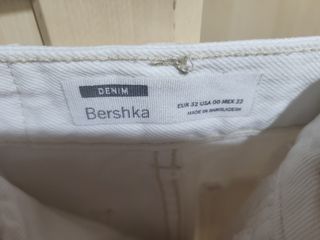 DENIM
Bershka
EUR 32 USA 00 MEX 22
MADE IN BANGLADESH